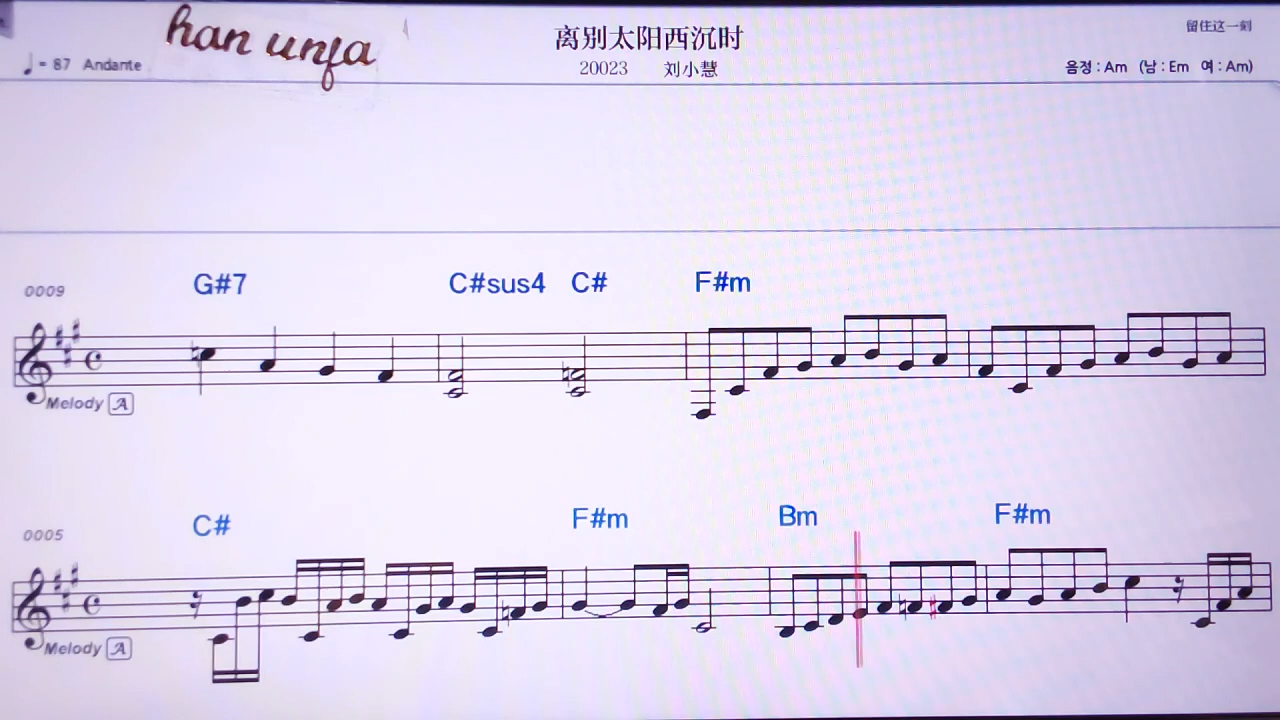 han unfa
离别太阳西沉时
留住这一刻
♩= 87 Andante
20023 刘小慧
음정 : Am (남 : Em 여 : Am)
0009 G#7 C#sus4 C# F#m
Melody A
0005 C# F#m Bm F#m
Melody A